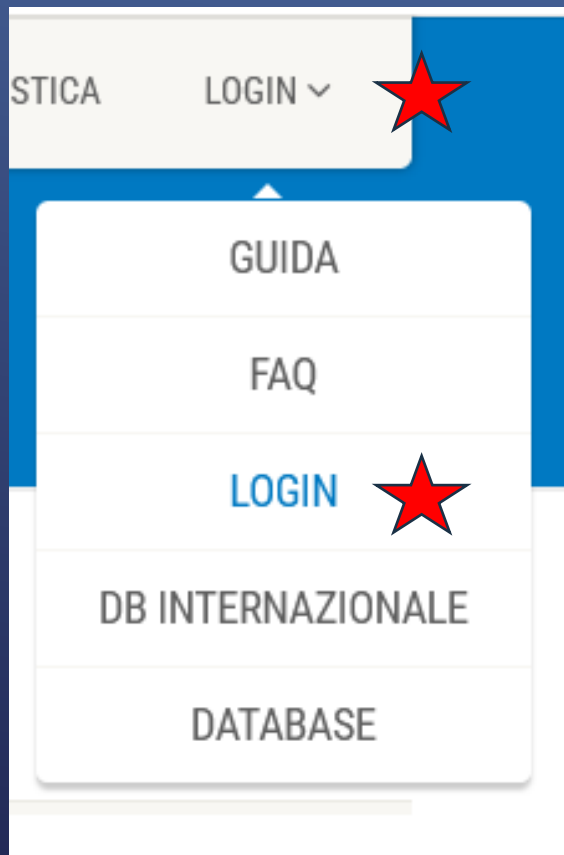 STICA LOGIN
GUIDA
FAQ
LOGIN
DB INTERNAZIONALE
DATABASE